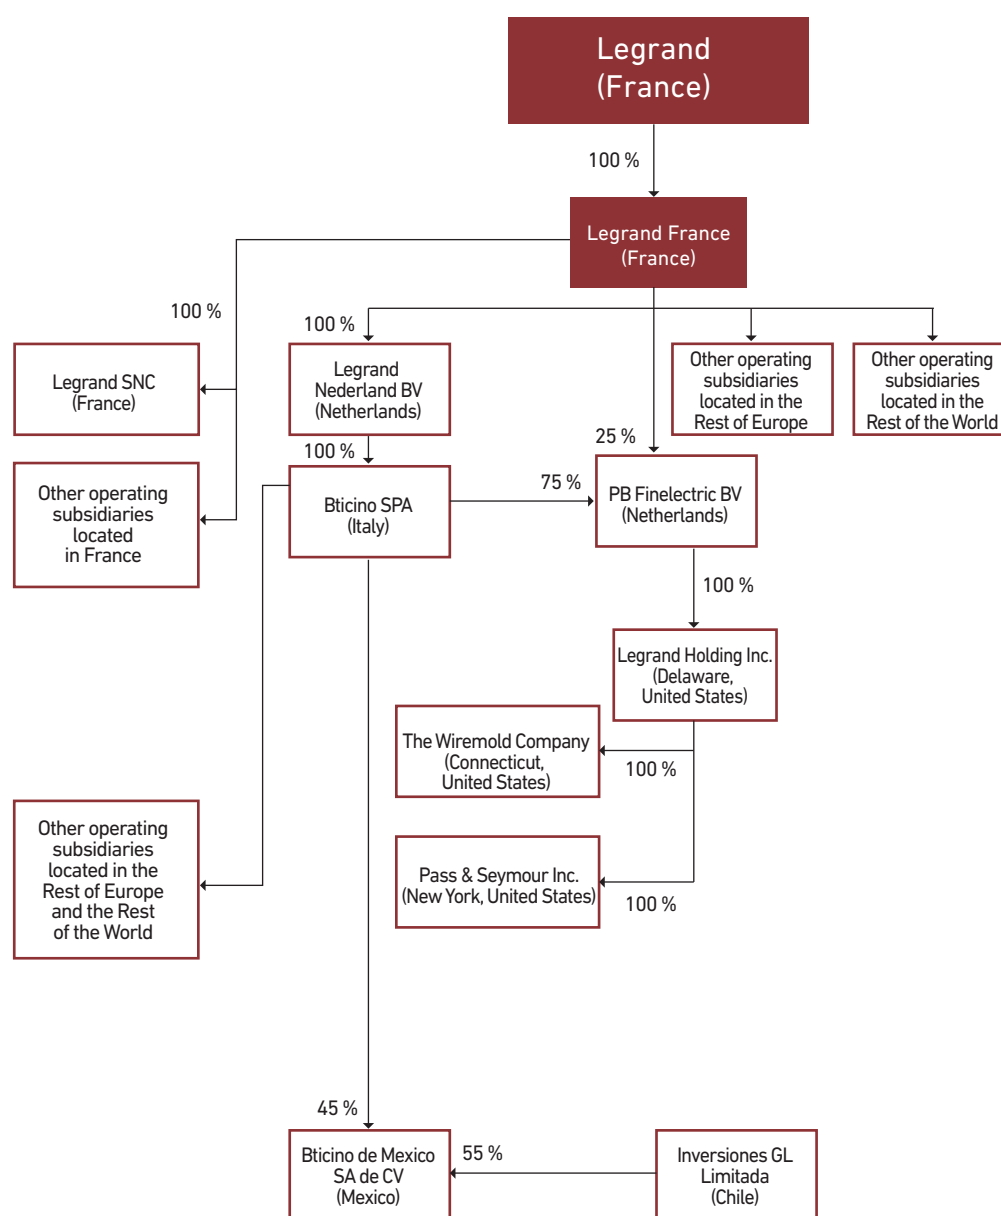 Legrand
(France)
100 %
Legrand France
(France)
100 %
100 %
Legrand SNC
(France)
Legrand
Nederland BV
(Netherlands)
Other operating
subsidiaries
located in the
Rest of Europe
Other operating
subsidiaries
located in the
Rest of the World
100 %
25 %
Other operating
subsidiaries
located
in France
Bticino SPA
(Italy)
75 %
PB Finelectric BV
(Netherlands)
100 %
Legrand Holding Inc.
(Delaware,
United States)
The Wiremold Company
(Connecticut,
United States)
100 %
Other operating
subsidiaries
located in the
Rest of Europe
and the Rest
of the World
Pass & Seymour Inc.
(New York, United States)
100 %
45 %
Bticino de Mexico
SA de CV
(Mexico)
55 %
Inversiones GL
Limitada
(Chile)